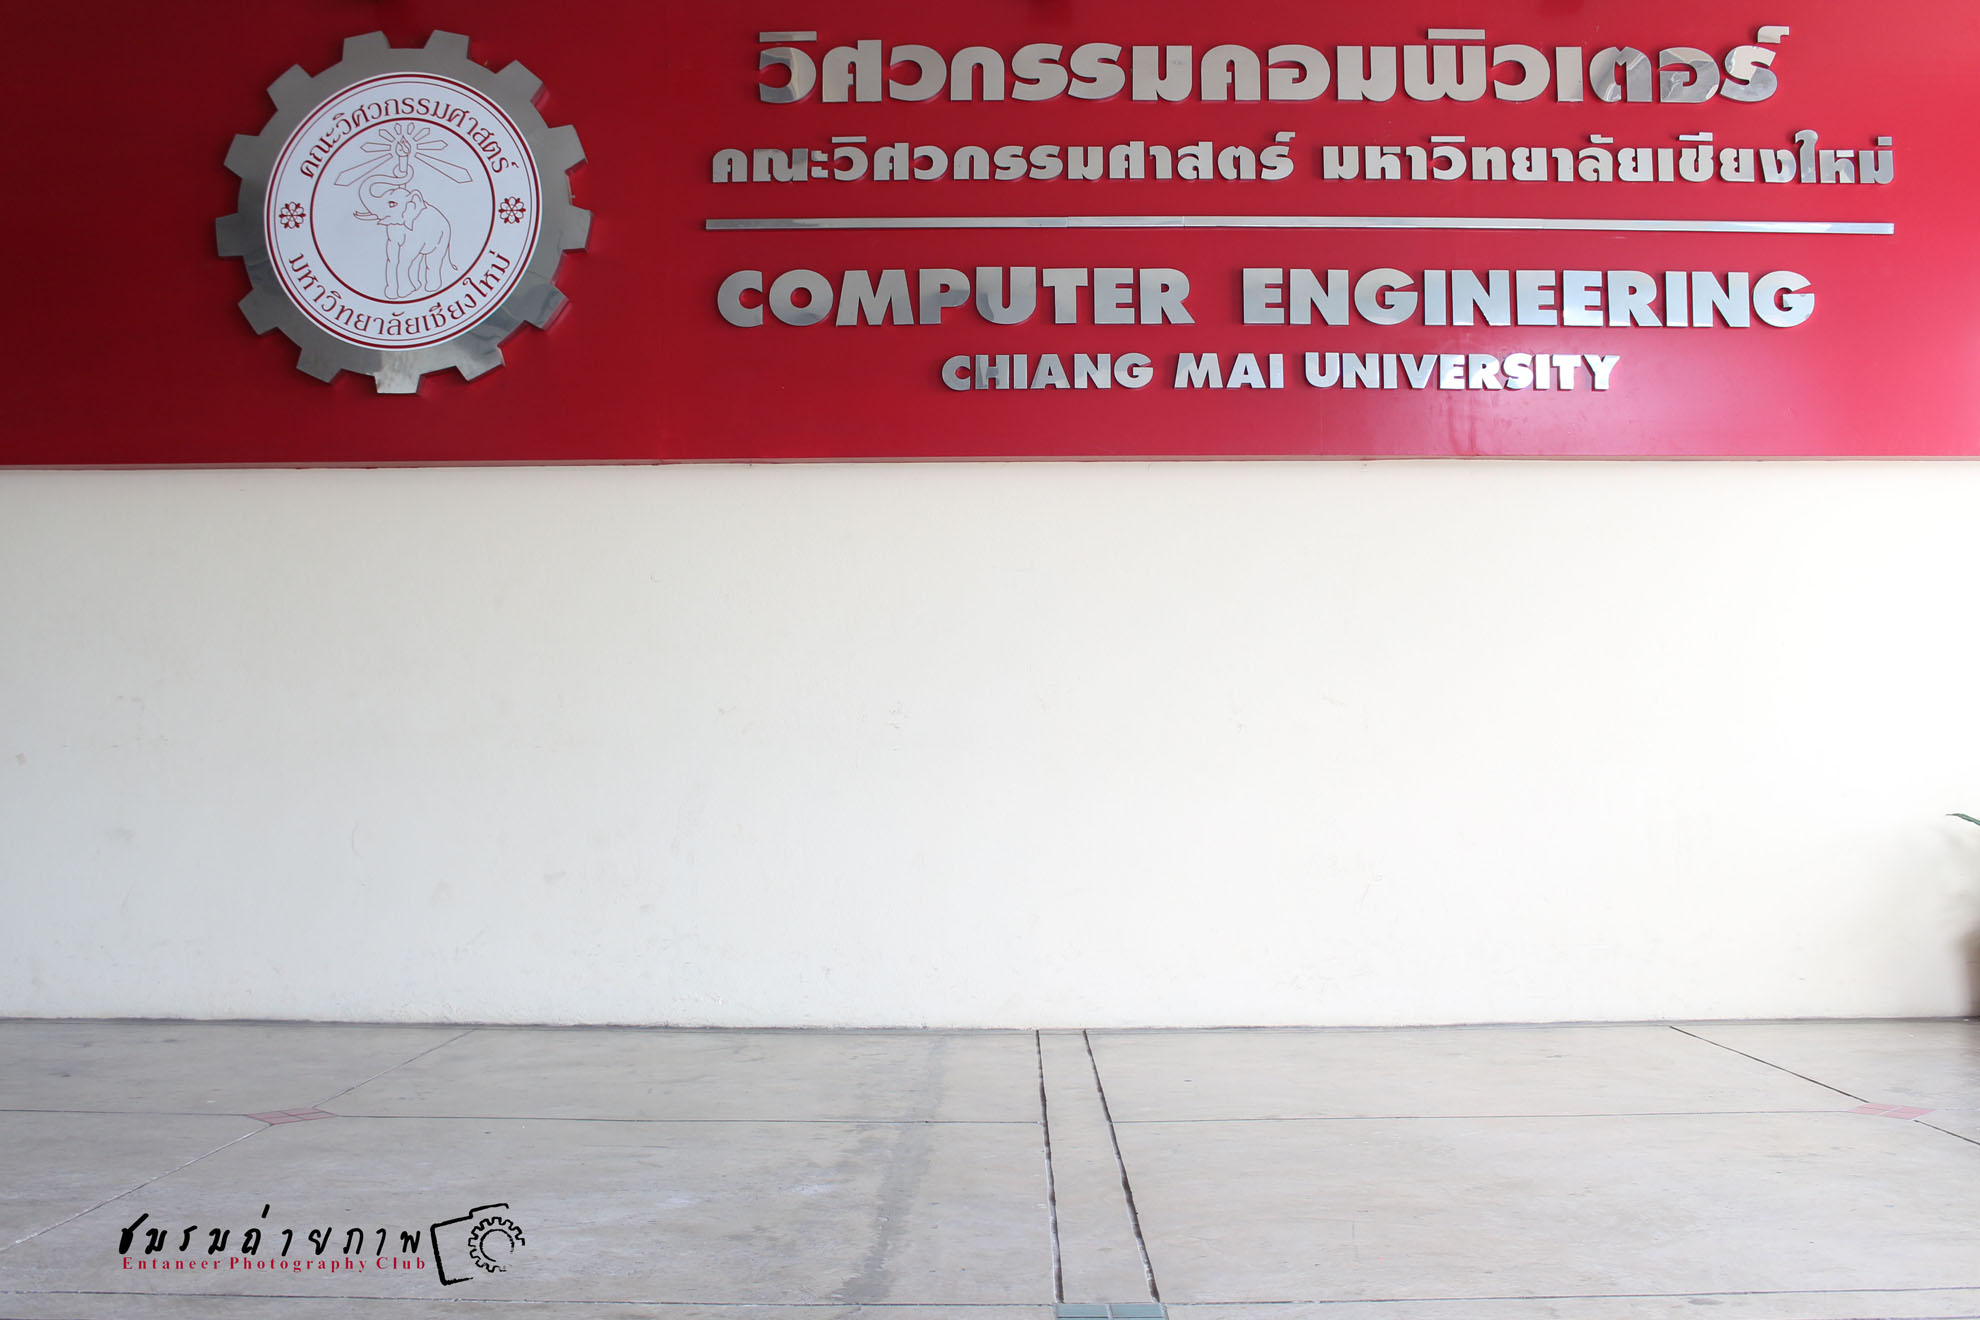 คณะวิศวกรรมศาสตร์
มหาวิทยาลัยเชียงใหม่
วิศวกรรมคอมพิวเตอร์
คณะวิศวกรรมศาสตร์ มหาวิทยาลัยเชียงใหม่
COMPUTER ENGINEERING
CHIANG MAI UNIVERSITY
ชมรมถ่ายภาพ
Entaneer Photography Club